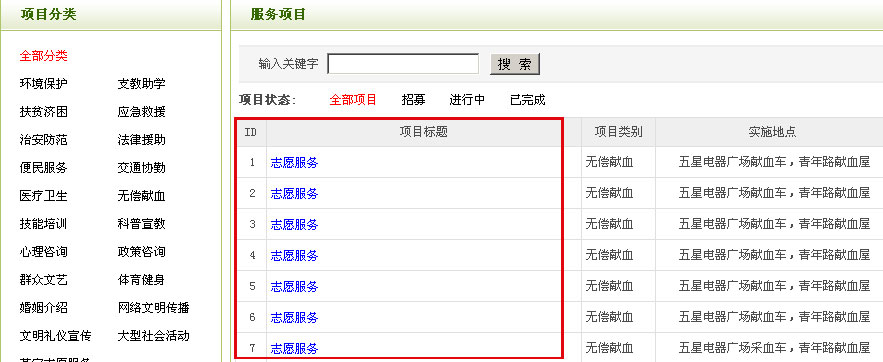 项目分类
全部分类
环境保护 支教助学
扶贫济困 应急救援
治安防范 法律援助
便民服务 交通协勤
医疗卫生 无偿献血
技能培训 科普宣教
心理咨询 政策咨询
群众文艺 体育健身
婚姻介绍 网络文明传播
文明礼仪宣传 大型社会活动
服务项目
输入关键字 搜 索
项目状态: 全部项目 招募 进行中 已完成
ID 项目标题 项目类别 实施地点
1 志愿服务 无偿献血 五星电器广场献血车，青年路献血屋
2 志愿服务 无偿献血 五星电器广场献血车，青年路献血屋
3 志愿服务 无偿献血 五星电器广场献血车，青年路献血屋
4 志愿服务 无偿献血 五星电器广场献血车，青年路献血屋
5 志愿服务 无偿献血 五星电器广场献血车，青年路献血屋
6 志愿服务 无偿献血 五星电器广场献血车，青年路献血屋
7 志愿服务 无偿献血 五星电器广场采血车，青年路献血屋